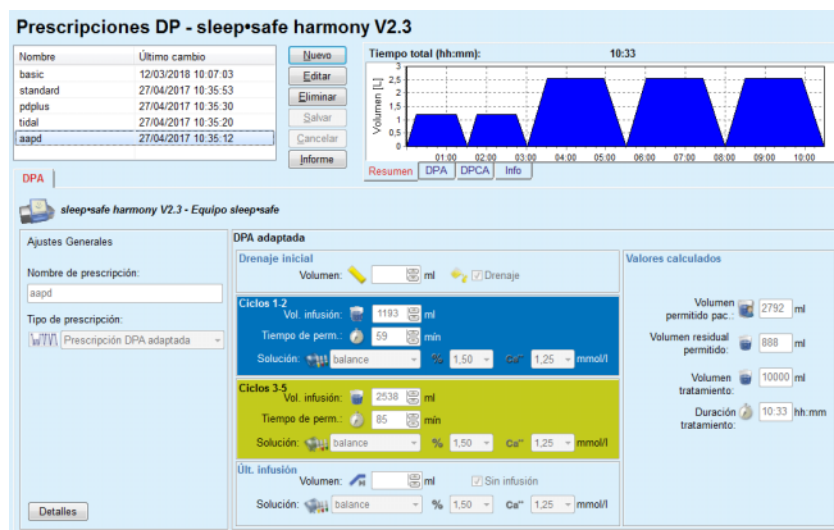 Prescripciones DP - sleep•safe harmony V2.3
Nombre Último cambio
basic 12/03/2018 10:07:03
standard 27/04/2017 10:35:53
pdplus 27/04/2017 10:35:30
tidal 27/04/2017 10:35:20
aapd 27/04/2017 10:35:12
Nuevo
Editar
Eliminar
Salvar
Cancelar
Informe
Tiempo total (hh:mm): 10:33
Volumen [L]
3
2,5
2
1,5
1
0,5
0
01:00 02:00 03:00 04:00 05:00 06:00 07:00 08:00 09:00 10:00
Resumen DPA DPCA Info
DPA
sleep•safe harmony V2.3 - Equipo sleep•safe
Ajustes Generales
Nombre de prescripción:
aapd
Tipo de prescripción:
Prescripción DPA adaptada
Detalles
DPA adaptada
Drenaje inicial
Volumen: ml Drenaje
Ciclos 1-2
Vol. infusión: 1193 ml
Tiempo de perm.: 59 min
Solución: balance % 1,50 Ca++ 1,25 mmol/l
Ciclos 3-5
Vol. infusión: 2538 ml
Tiempo de perm.: 85 min
Solución: balance % 1,50 Ca++ 1,25 mmol/l
Últ. infusión
Volumen: ml Sin infusión
Solución: balance % 1,50 Ca++ 1,25 mmol/l
Valores calculados
Volumen
permitido pac.: 2792 ml
Volumen residual
permitido: 888 ml
Volumen
tratamiento: 10000 ml
Duración
tratamiento: 10:33 hh:mm